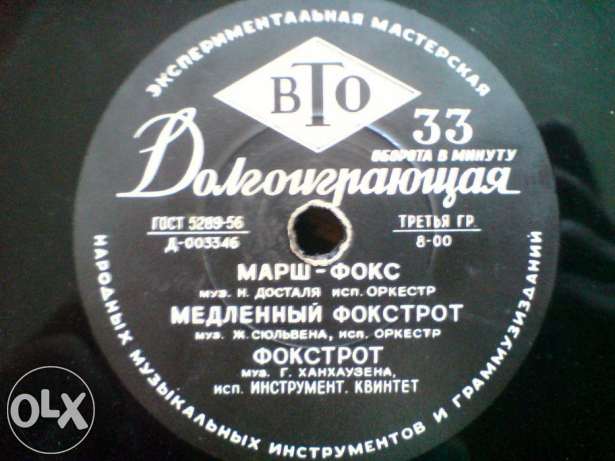 ЭКСПЕРИМЕНТАЛЬНАЯ МАСТЕРСКАЯ
ВТО
33
ОБОРОТА В МИНУТУ
Долгоиграющая
ГОСТ 5289-56
Д-003346
ТРЕТЬЯ ГР.
8-00
МАРШ-ФОКС
МУЗ. Н. ДОСТАЛЯ ИСП. ОРКЕСТР
МЕДЛЕННЫЙ ФОКСТРОТ
МУЗ. Ж. СЮЛЬВЕНА, ИСП. ОРКЕСТР
ФОКСТРОТ
МУЗ. Г. ХАНХАУЗЕНА,
ИСП. ИНСТРУМЕНТ. КВИНТЕТ
НАРОДНЫХ МУЗЫКАЛЬНЫХ ИНСТРУМЕНТОВ И ГРАММУЗИЗДАНИЙ
OLX